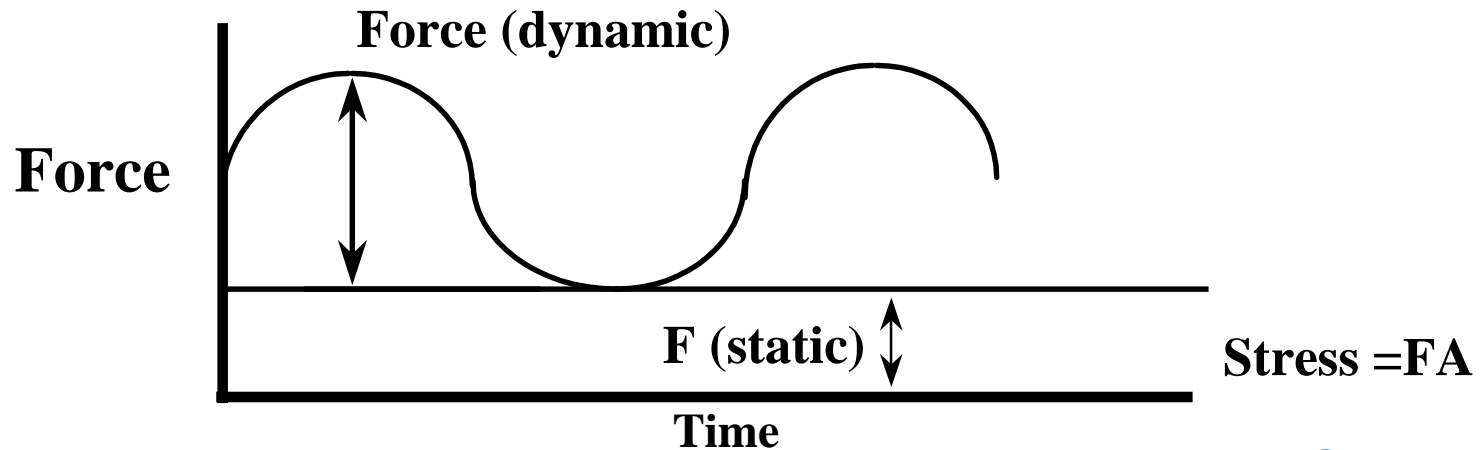 Force (dynamic)
Force
F (static)
Stress =FA
Time